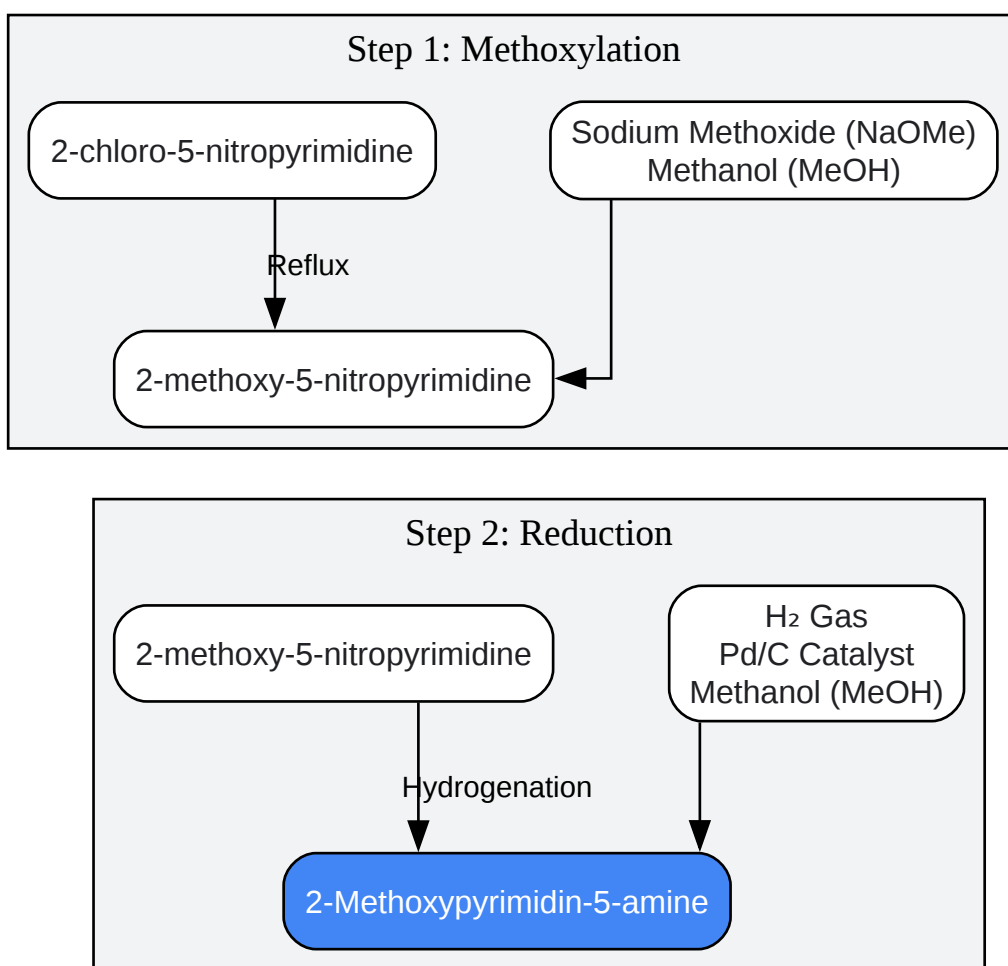 Step 1: Methoxylation
2-chloro-5-nitropyrimidine
Sodium Methoxide (NaOMe)
Methanol (MeOH)
Reflux
2-methoxy-5-nitropyrimidine
Step 2: Reduction
2-methoxy-5-nitropyrimidine
H₂ Gas
Pd/C Catalyst
Methanol (MeOH)
Hydrogenation
2-Methoxypyrimidin-5-amine